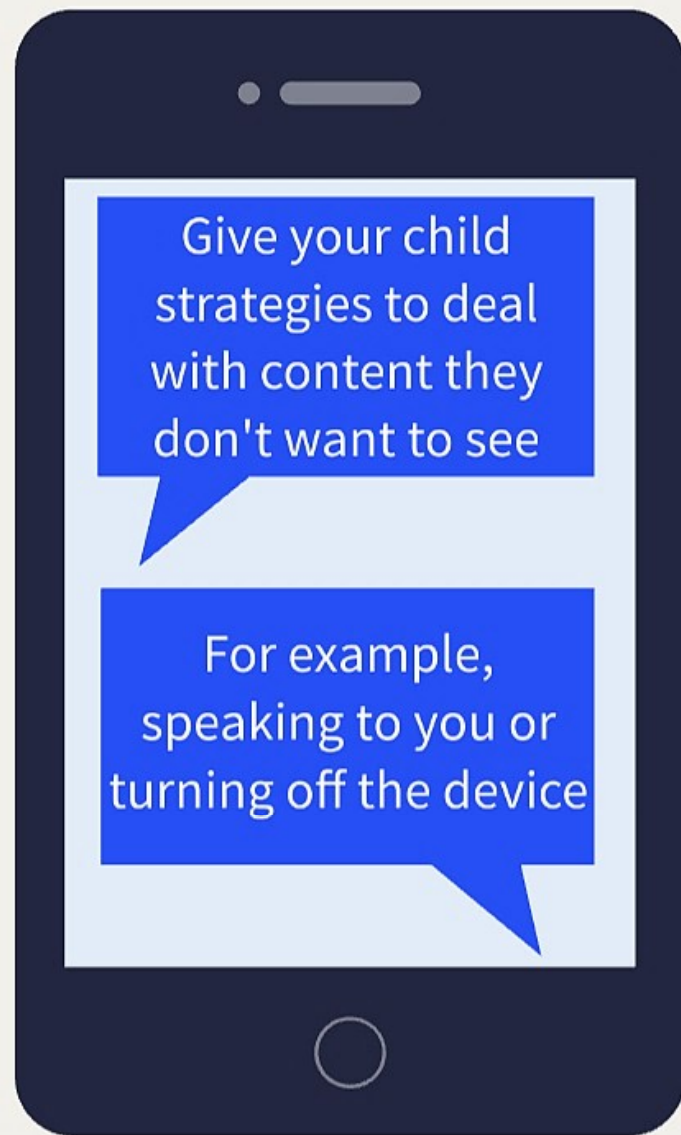 Give your child
strategies to deal
with content they
don't want to see
For example,
speaking to you or
turning off the device